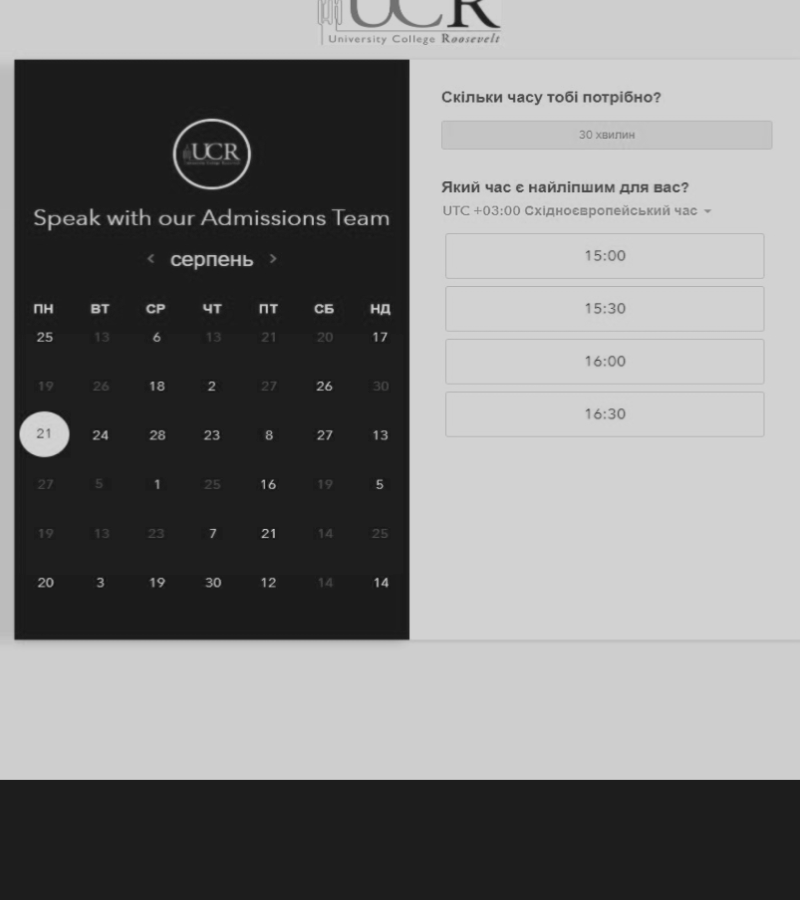 UCR
University College Roosevelt
UCR
Speak with our Admissions Team
< серпень >
ПН ВТ СР ЧТ ПТ СБ НД
25 13 6 13 21 20 17
19 26 18 2 27 26 30
21 24 28 23 8 27 13
27 5 1 25 16 19 5
19 13 23 7 21 14 25
20 3 19 30 12 14 14
Скільки часу тобі потрібно?
30 хвилин
Який час є найліпшим для вас?
UTC +03:00 Східноєвропейський час
15:00
15:30
16:00
16:30